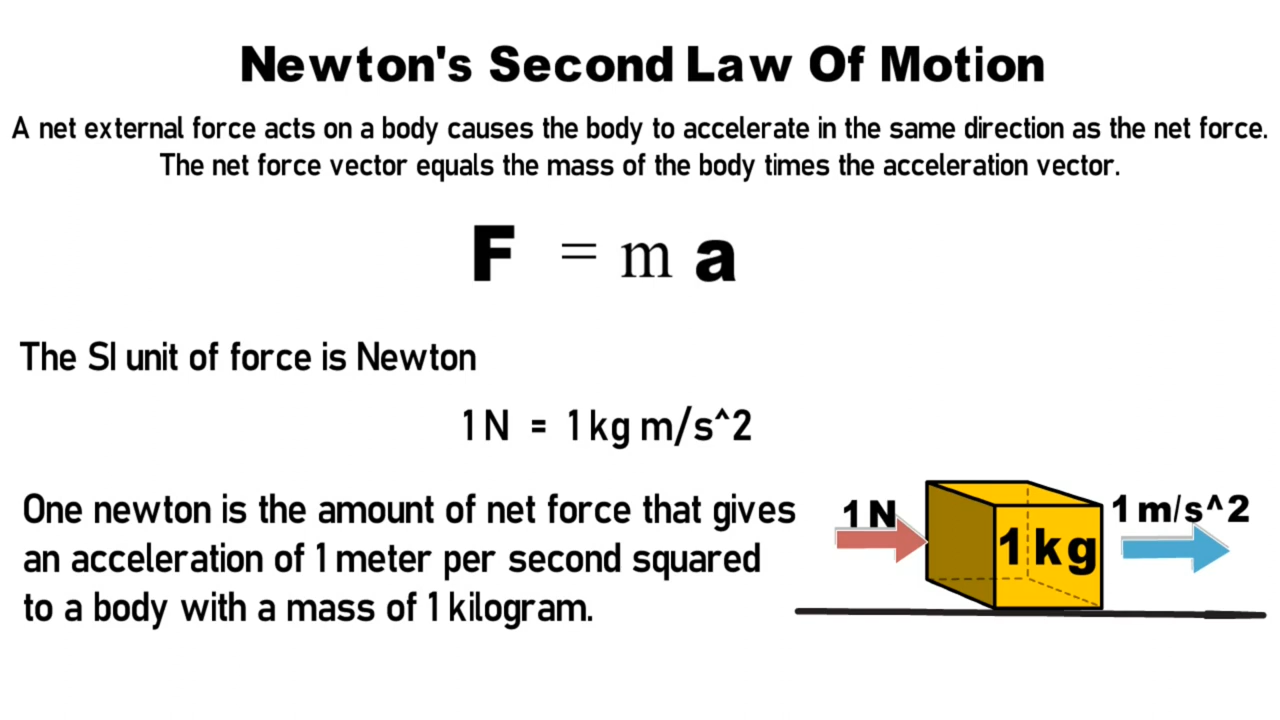 Newton's Second Law Of Motion
A net external force acts on a body causes the body to accelerate in the same direction as the net force.
The net force vector equals the mass of the body times the acceleration vector.
F = m a
The SI unit of force is Newton
1 N = 1 kg m/s^2
One newton is the amount of net force that gives
an acceleration of 1 meter per second squared
to a body with a mass of 1 kilogram.
1 N
1 kg
1 m/s^2